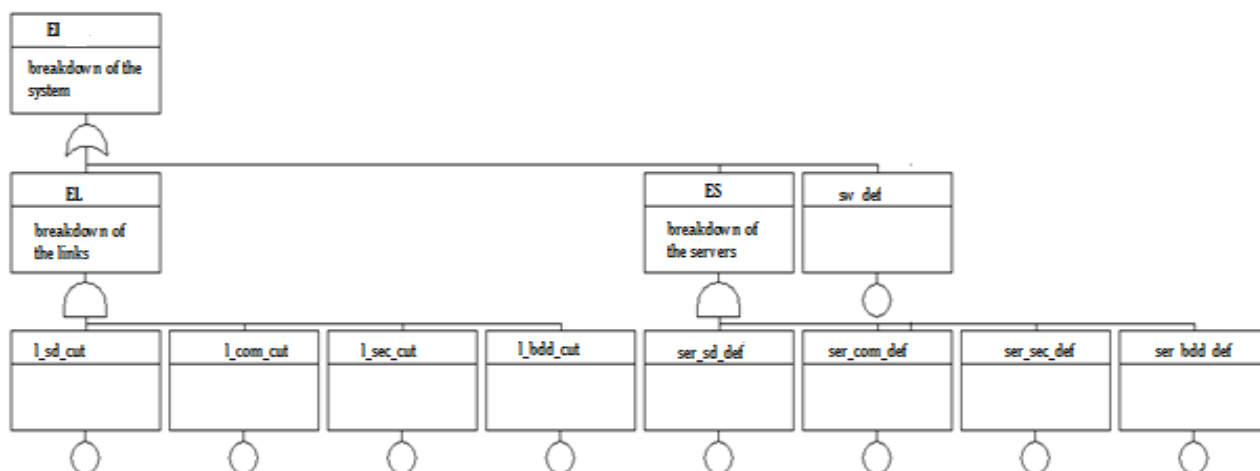 EI
breakdown of the
system
EL
breakdown of
the links
ES
breakdown of
the servers
sw_def
l_sd_cut
l_com_cut
l_sec_cut
l_bdd_cut
ser_sd_def
ser_com_def
ser_sec_def
ser_bdd_def